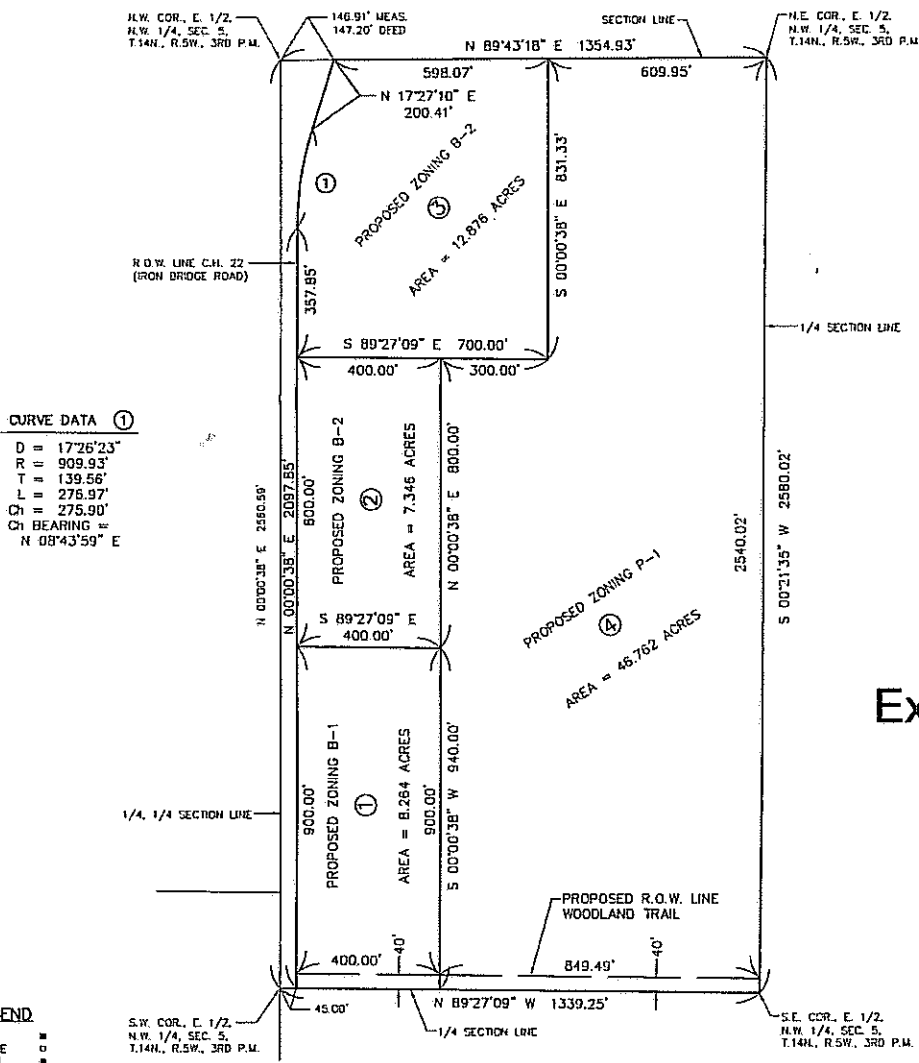 N.W. COR., E. 1/2,
N.W. 1/4, SEC. 5,
T.14N., R.5W., 3RD P.M.
146.91' MEAS.
147.20' DEED
SECTION LINE
N.E. COR., E. 1/2,
N.W. 1/4, SEC. 5,
T.14N., R.5W., 3RD P.M.
N 89°43'18" E 1354.93'
598.07'
609.95'
N 17°27'10" E
200.41'
①
PROPOSED ZONING B-2
③
AREA = 12.876 ACRES
S 00°00'38" E 831.33'
R.O.W. LINE C.H. 22
(IRON BRIDGE ROAD)
357.85'
1/4 SECTION LINE
S 89°27'09" E 700.00'
400.00'
300.00'
CURVE DATA ①
D = 17°26'23"
R = 909.93'
T = 139.56'
L = 276.97'
Ch = 275.90'
Ch BEARING =
N 08°43'59" E
N 00°00'38" E 2560.59'
N 00°00'38" E 2097.85'
800.00'
PROPOSED ZONING B-2
②
AREA = 7.346 ACRES
N 00°00'38" E 800.00'
2540.02'
S 00°21'35" W 2580.02'
S 89°27'09" E
400.00'
PROPOSED ZONING P-1
④
AREA = 46.762 ACRES
Ex
1/4, 1/4 SECTION LINE
900.00'
PROPOSED ZONING B-1
①
AREA = 8.264 ACRES
900.00'
S 00°00'38" W 940.00'
PROPOSED R.O.W. LINE
WOODLAND TRAIL
400.00'
40'
849.49'
40'
45.00'
N 89°27'09" W 1339.25'
1/4 SECTION LINE
END
E
S.W. COR., E. 1/2,
N.W. 1/4, SEC. 5,
T.14N., R.5W., 3RD P.M.
S.E. COR., E. 1/2,
N.W. 1/4, SEC. 5,
T.14N., R.5W., 3RD P.M.